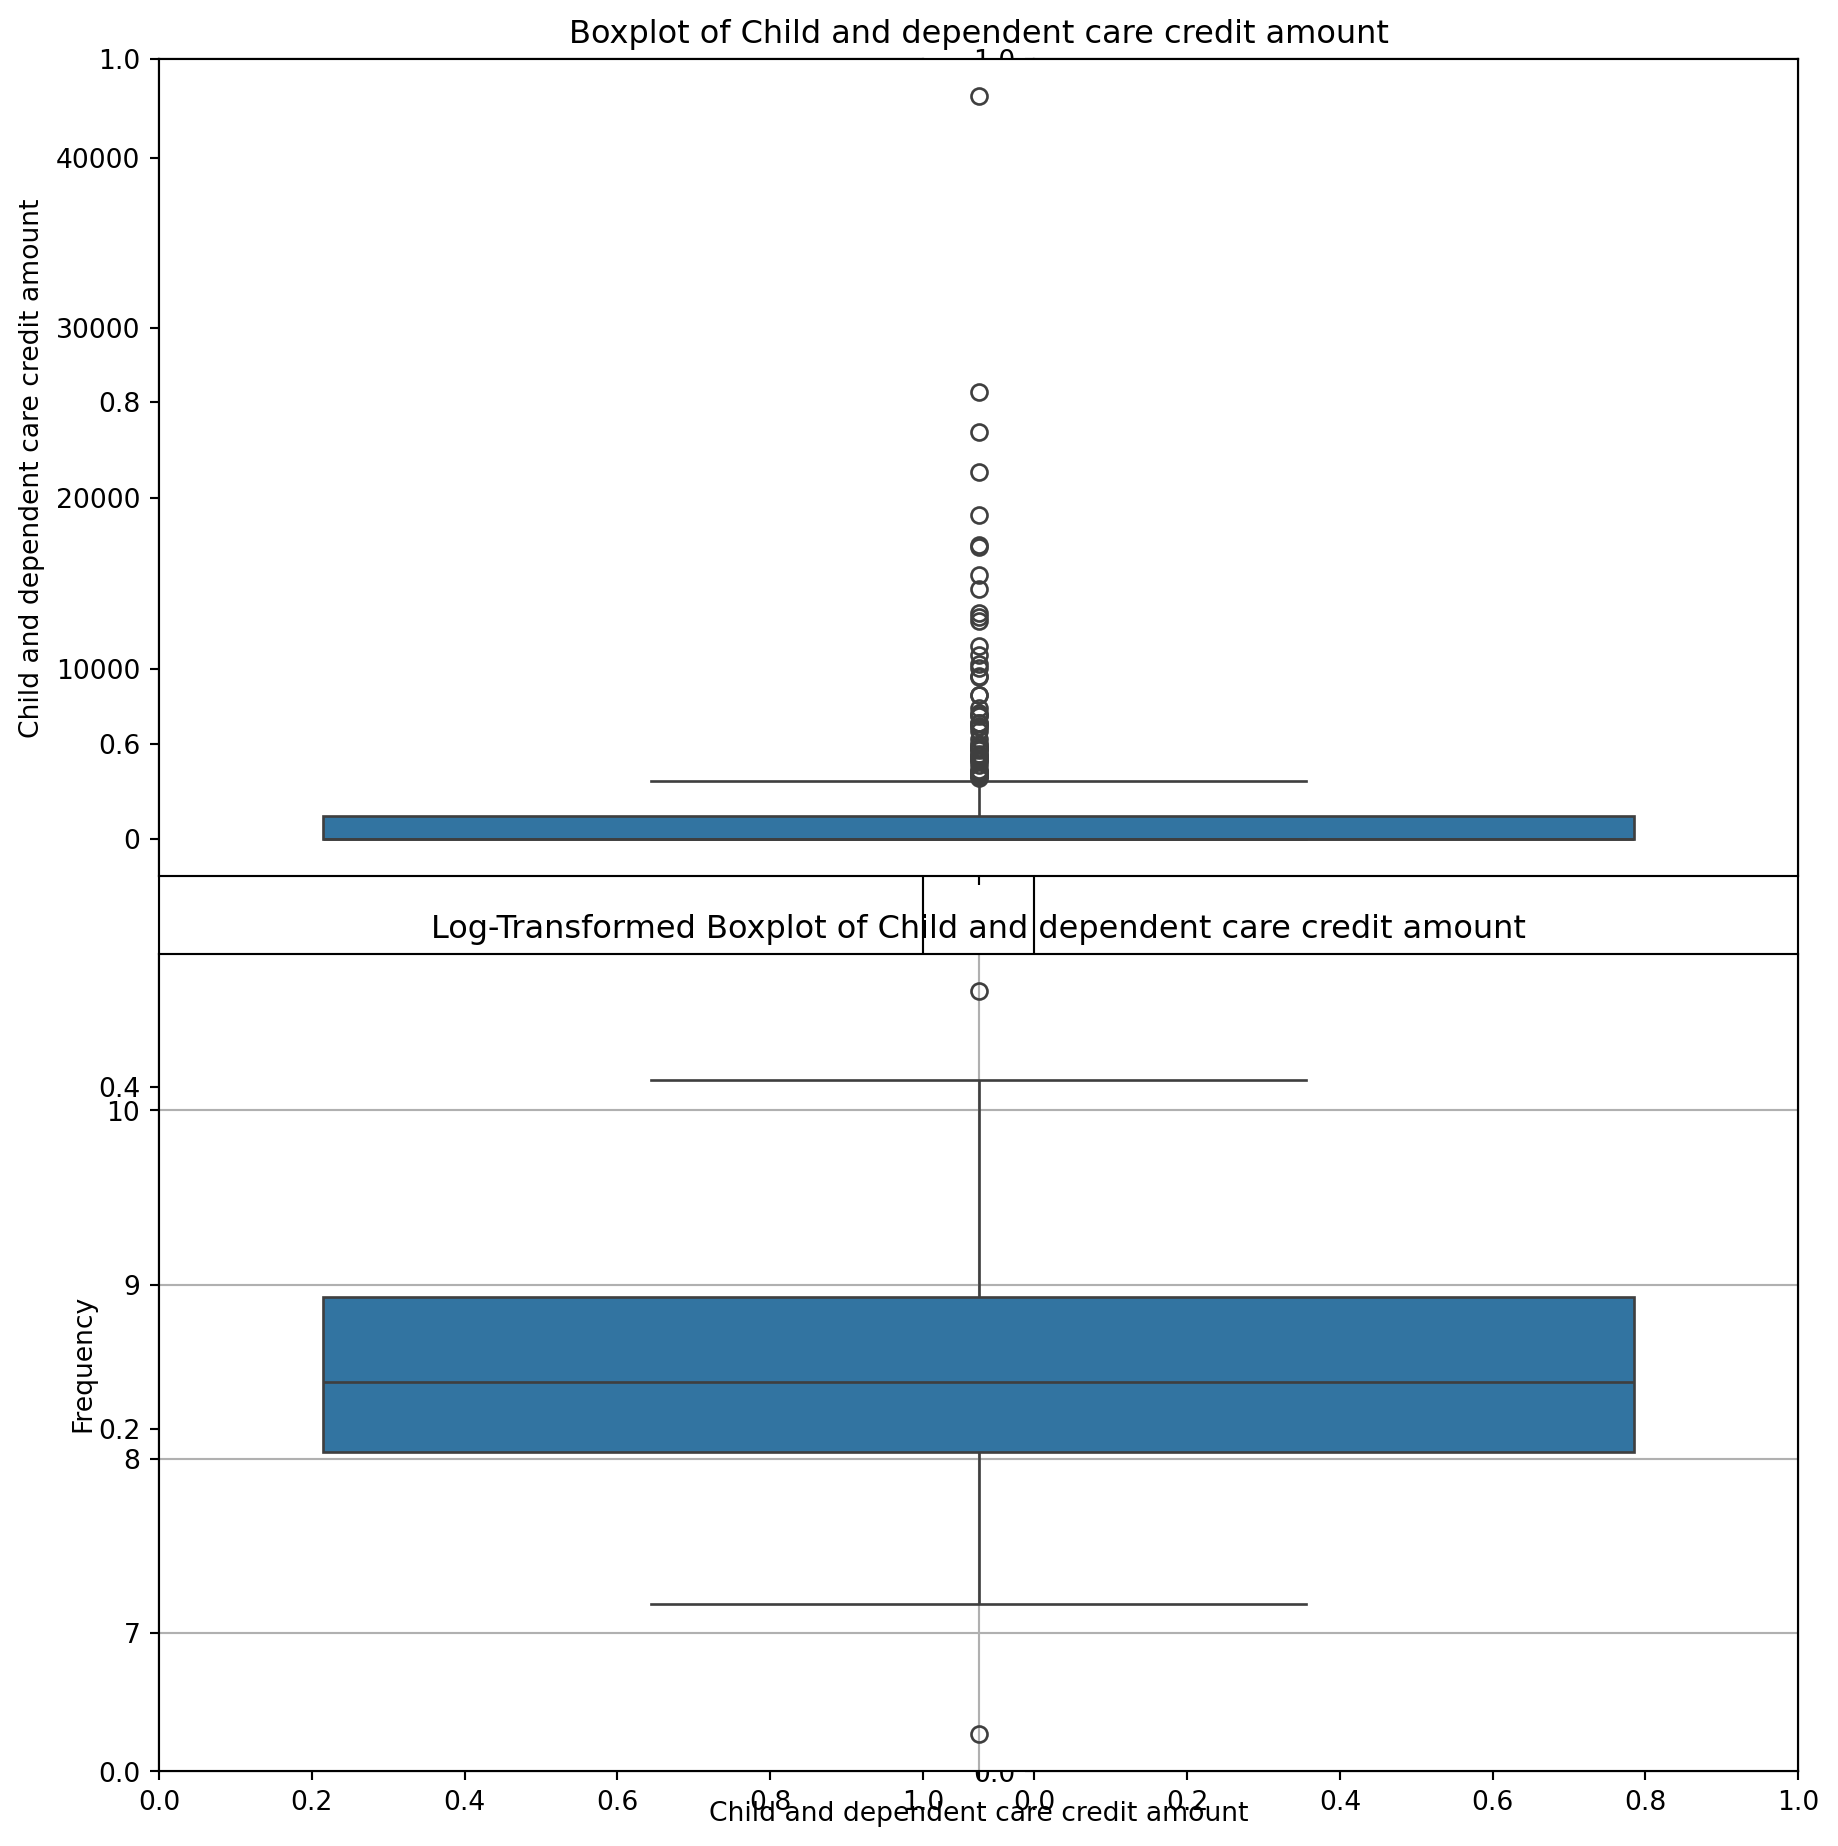 Boxplot of Child and dependent care credit amount
1.0
1.0
40000
30000
0.8
20000
10000
0.6
0
Child and dependent care credit amount
Log-Transformed Boxplot of Child and dependent care credit amount
0.4
10
9
0.2
8
7
0.0
0.0
Frequency
0.0 0.2 0.4 0.6 0.8 1.0 0.0 0.2 0.4 0.6 0.8 1.0
Child and dependent care credit amount